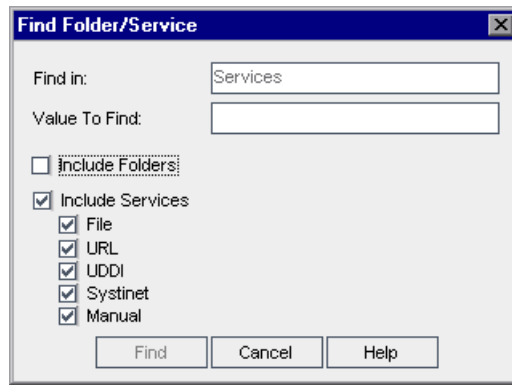 Find Folder/Service
Find in: Services
Value To Find:
Include Folders
Include Services
File
URL
UDDI
Systinet
Manual
Find Cancel Help